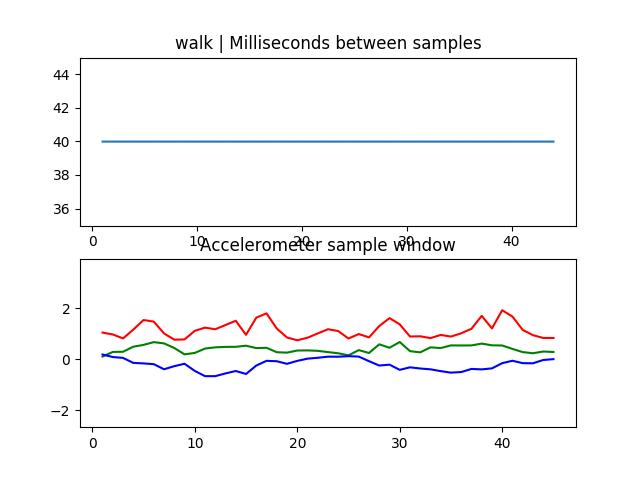 walk | Milliseconds between samples
44
42
40
38
36
0 10 20 30 40
Accelerometer sample window
2
0
−2
0 10 20 30 40